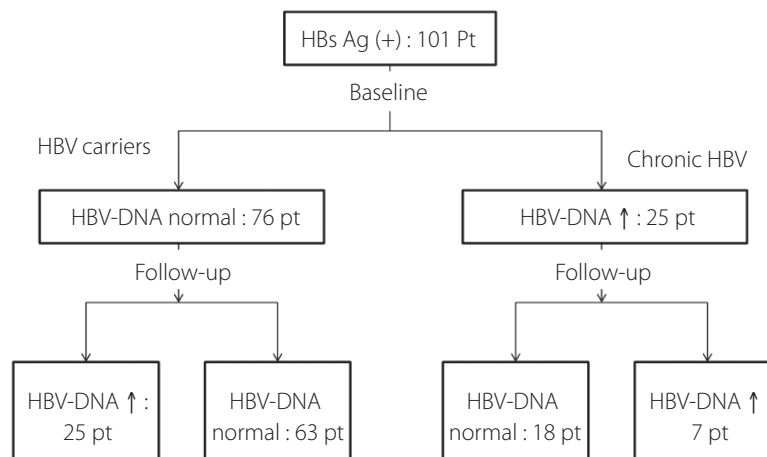 HBs Ag (+) : 101 Pt
Baseline
HBV carriers
Chronic HBV
HBV-DNA normal : 76 pt
HBV-DNA ↑ : 25 pt
Follow-up
Follow-up
HBV-DNA ↑ :
25 pt
HBV-DNA
normal : 63 pt
HBV-DNA
normal : 18 pt
HBV-DNA ↑
7 pt